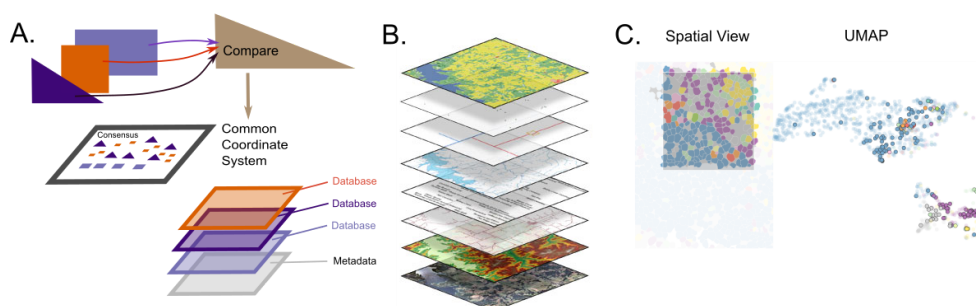 A.
Compare
Consensus
Common
Coordinate
System
Database
Database
Database
Metadata
B.
C.
Spatial View
UMAP